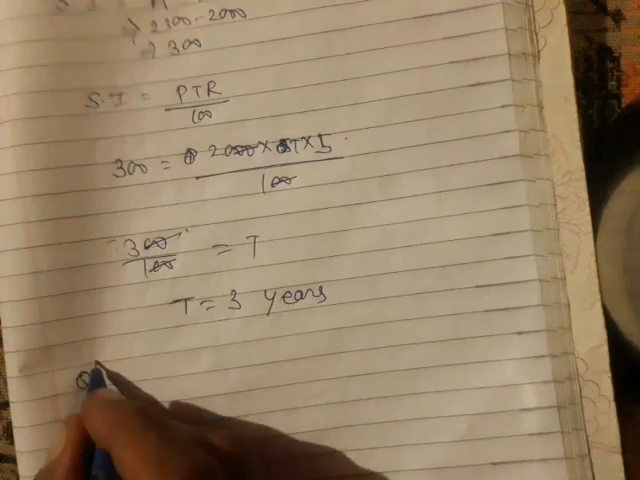 ⇒ 2300-2000
⇒ 300
S.I = PTR
100
300 = 2000 × T × 5
100
300
100 = T
T = 3 years